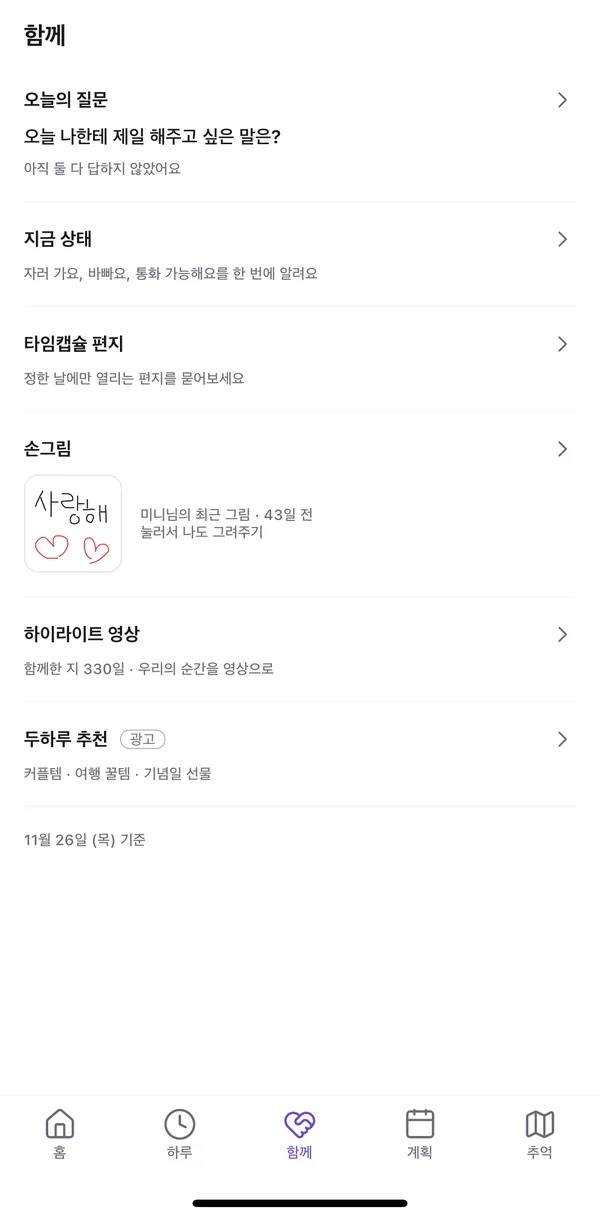 함께
오늘의 질문
오늘 나한테 제일 해주고 싶은 말은?
아직 둘 다 답하지 않았어요
지금 상태
자러 가요, 바빠요, 통화 가능해요를 한 번에 알려요
타임캡슐 편지
정한 날에만 열리는 편지를 묻어보세요
손그림
사랑해
미니님의 최근 그림 · 43일 전
눌러서 나도 그려주기
하이라이트 영상
함께한 지 330일 · 우리의 순간을 영상으로
두하루 추천 광고
커플템 · 여행 꿀템 · 기념일 선물
11월 26일 (목) 기준
홈 하루 함께 계획 추억